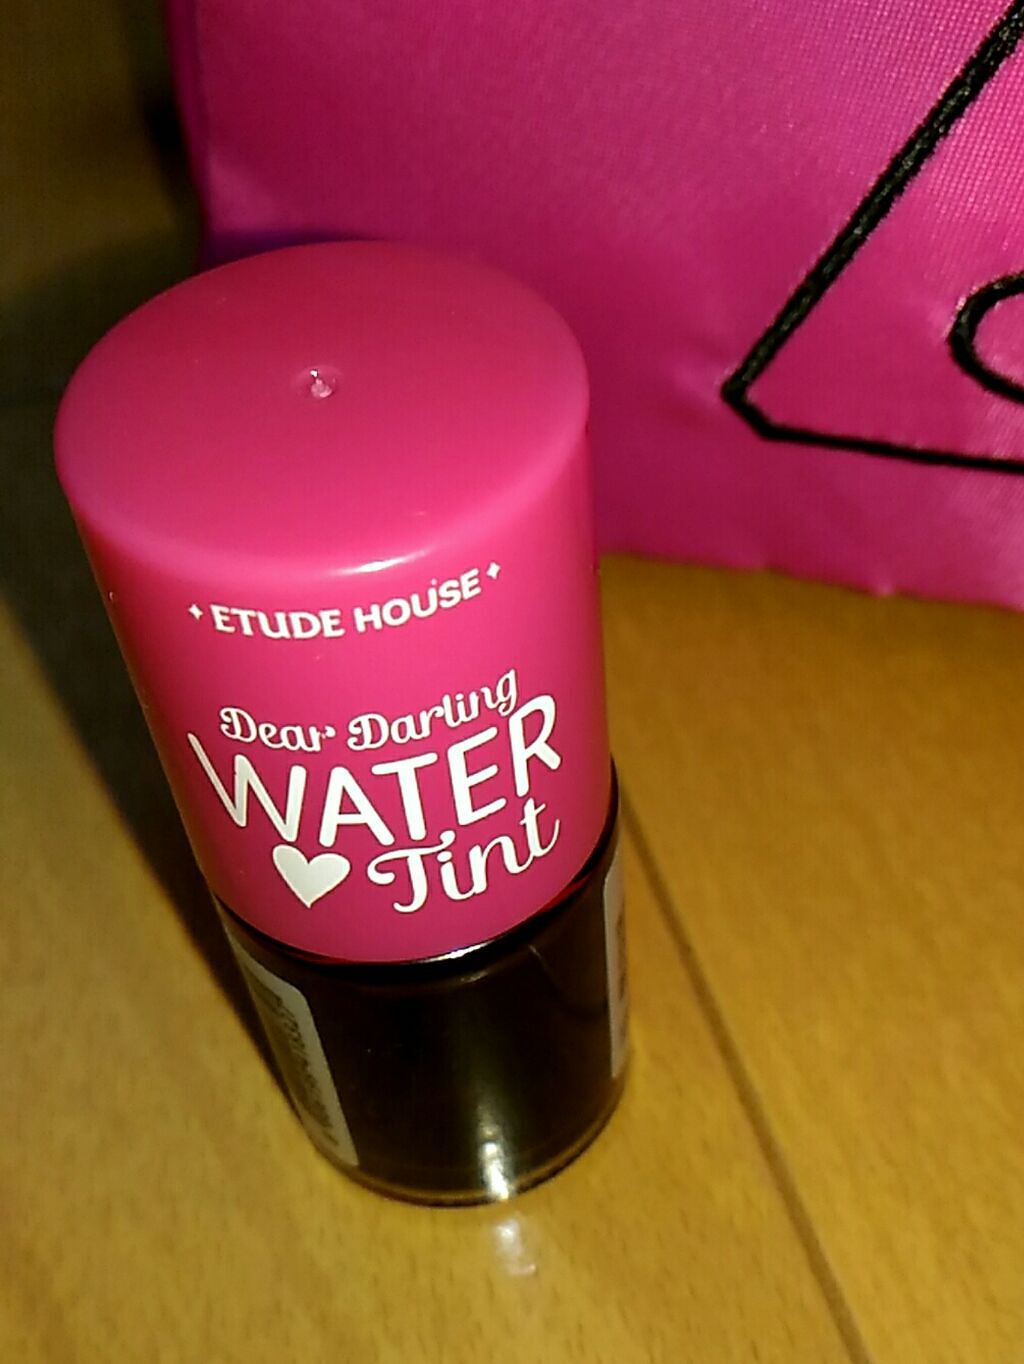 ETUDE HOUSE
Dear Darling
WATER
Tint